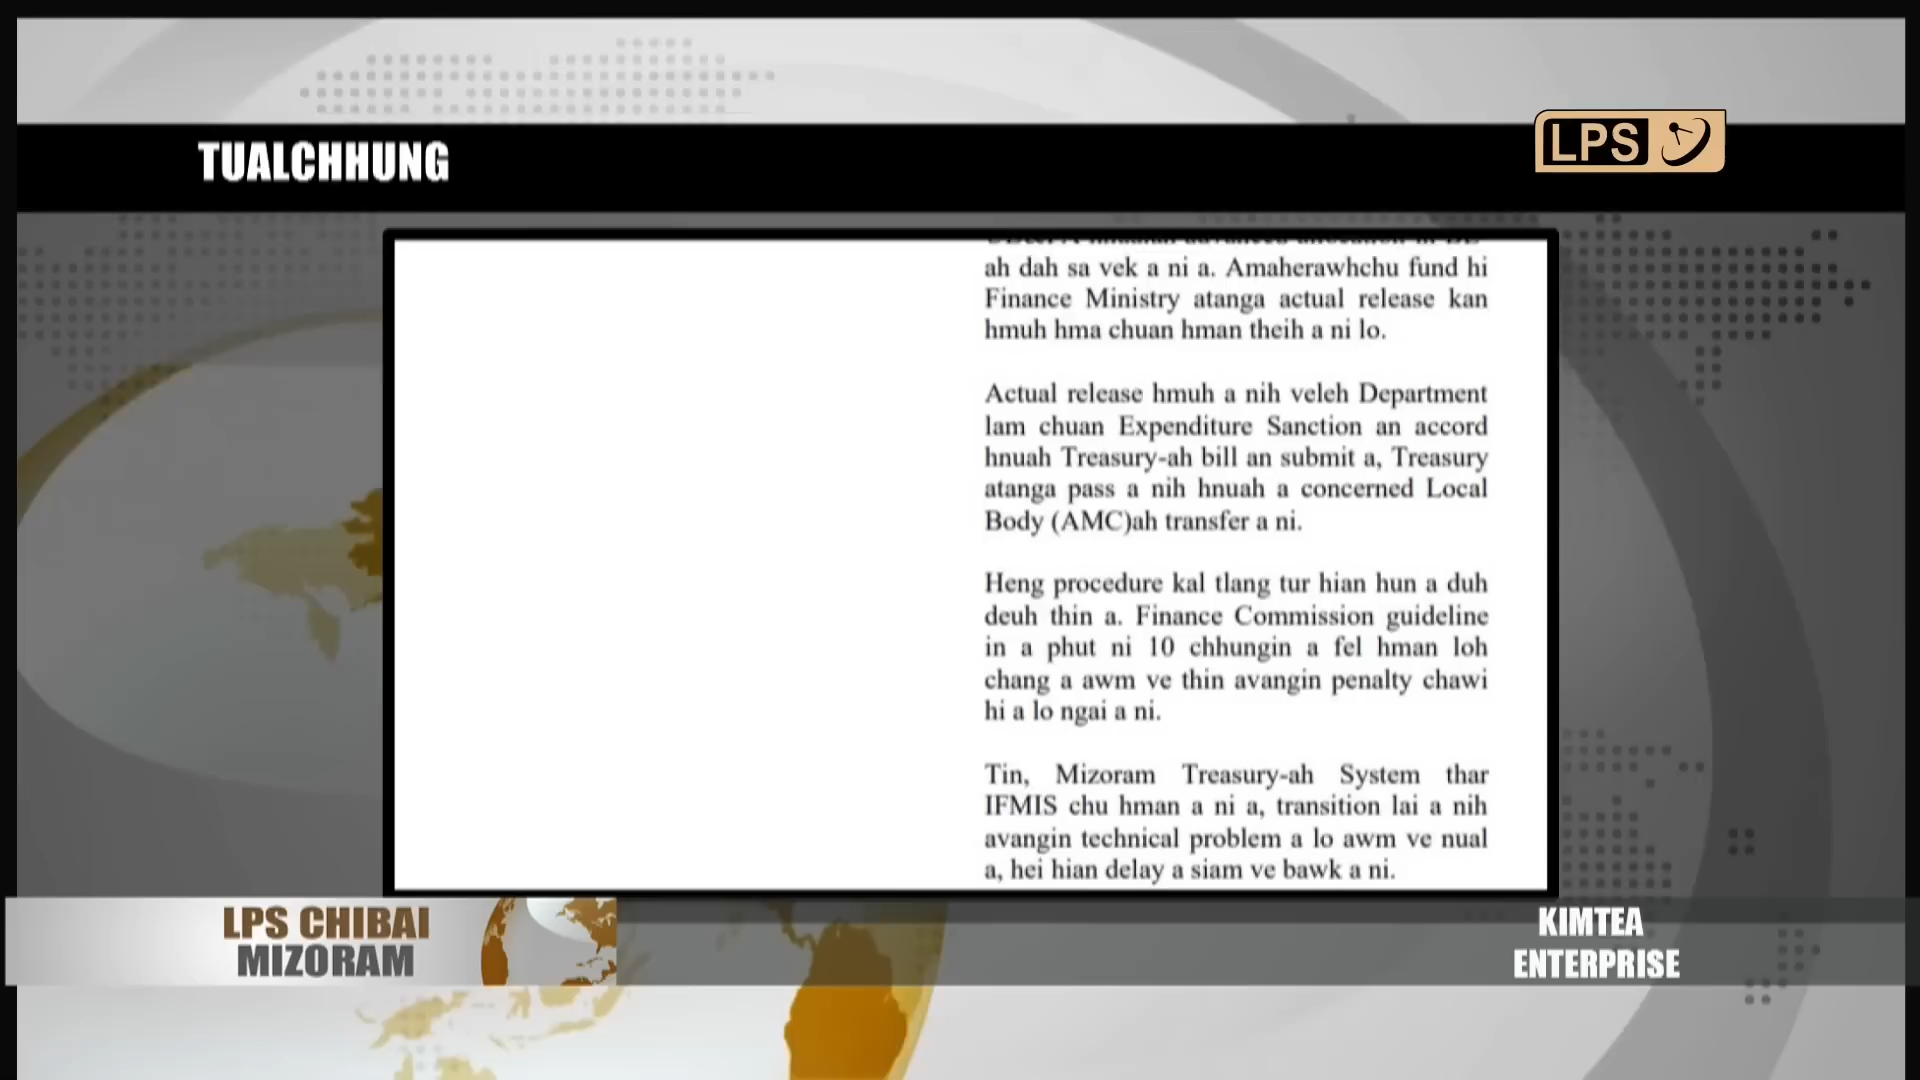 TUALCHHUNG
LPS
ah dah sa vek a ni a. Amaherawhchu fund hi
Finance Ministry atanga actual release kan
hmuh hma chuan hman theih a ni lo.
Actual release hmuh a nih veleh Department
lam chuan Expenditure Sanction an accord
hnuah Treasury-ah bill an submit a, Treasury
atanga pass a nih hnuah a concerned Local
Body (AMC)ah transfer a ni.
Heng procedure kal tlang tur hian hun a duh
deuh thin a. Finance Commission guideline
in a phut ni 10 chhungin a fel hman loh
chang a awm ve thin avangin penalty chawi
hi a lo ngai a ni.
Tin, Mizoram Treasury-ah System thar
IFMIS chu hman a ni a, transition lai a nih
avangin technical problem a lo awm ve nual
a, hei hian delay a siam ve bawk a ni.
LPS CHIBAI
MIZORAM
KIMTEA
ENTERPRISE